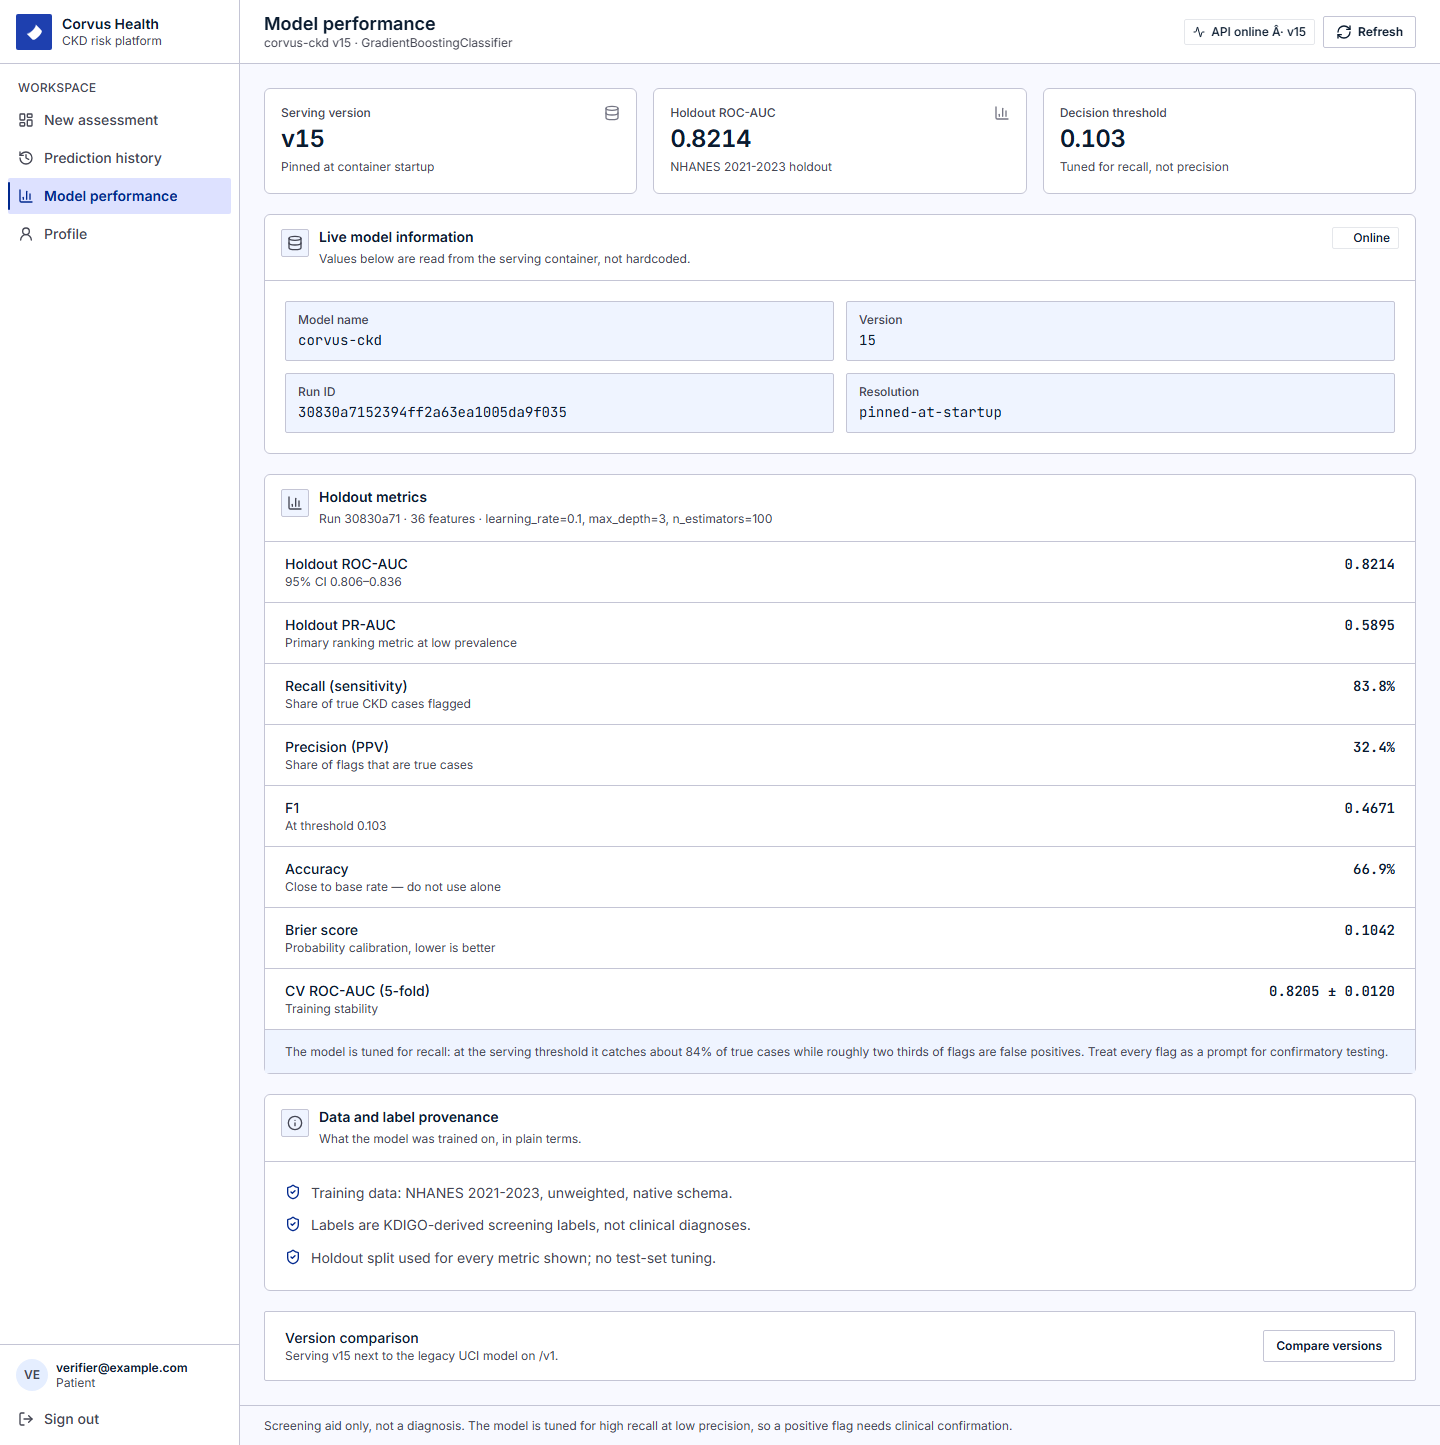 Corvus Health
CKD risk platform
WORKSPACE
New assessment
Prediction history
Model performance
Profile
verifier@example.com
VE
Patient
Sign out
Model performance
corvus-ckd v15 · GradientBoostingClassifier
API online Â· v15
Refresh
Serving version
v15
Pinned at container startup
Holdout ROC-AUC
0.8214
NHANES 2021-2023 holdout
Decision threshold
0.103
Tuned for recall, not precision
Live model information
Values below are read from the serving container, not hardcoded.
Online
Model name
corvus-ckd
Version
15
Run ID
30830a7152394ff2a63ea1005da9f035
Resolution
pinned-at-startup
Holdout metrics
Run 30830a71 · 36 features · learning_rate=0.1, max_depth=3, n_estimators=100
Holdout ROC-AUC
0.8214
95% CI 0.806–0.836
Holdout PR-AUC
0.5895
Primary ranking metric at low prevalence
Recall (sensitivity)
83.8%
Share of true CKD cases flagged
Precision (PPV)
32.4%
Share of flags that are true cases
F1
0.4671
At threshold 0.103
Accuracy
66.9%
Close to base rate — do not use alone
Brier score
0.1042
Probability calibration, lower is better
CV ROC-AUC (5-fold)
0.8205 ± 0.0120
Training stability
The model is tuned for recall: at the serving threshold it catches about 84% of true cases while roughly two thirds of flags are false positives. Treat every flag as a prompt for confirmatory testing.
Data and label provenance
What the model was trained on, in plain terms.
Training data: NHANES 2021-2023, unweighted, native schema.
Labels are KDIGO-derived screening labels, not clinical diagnoses.
Holdout split used for every metric shown; no test-set tuning.
Version comparison
Serving v15 next to the legacy UCI model on /v1.
Compare versions
Screening aid only, not a diagnosis. The model is tuned for high recall at low precision, so a positive flag needs clinical confirmation.